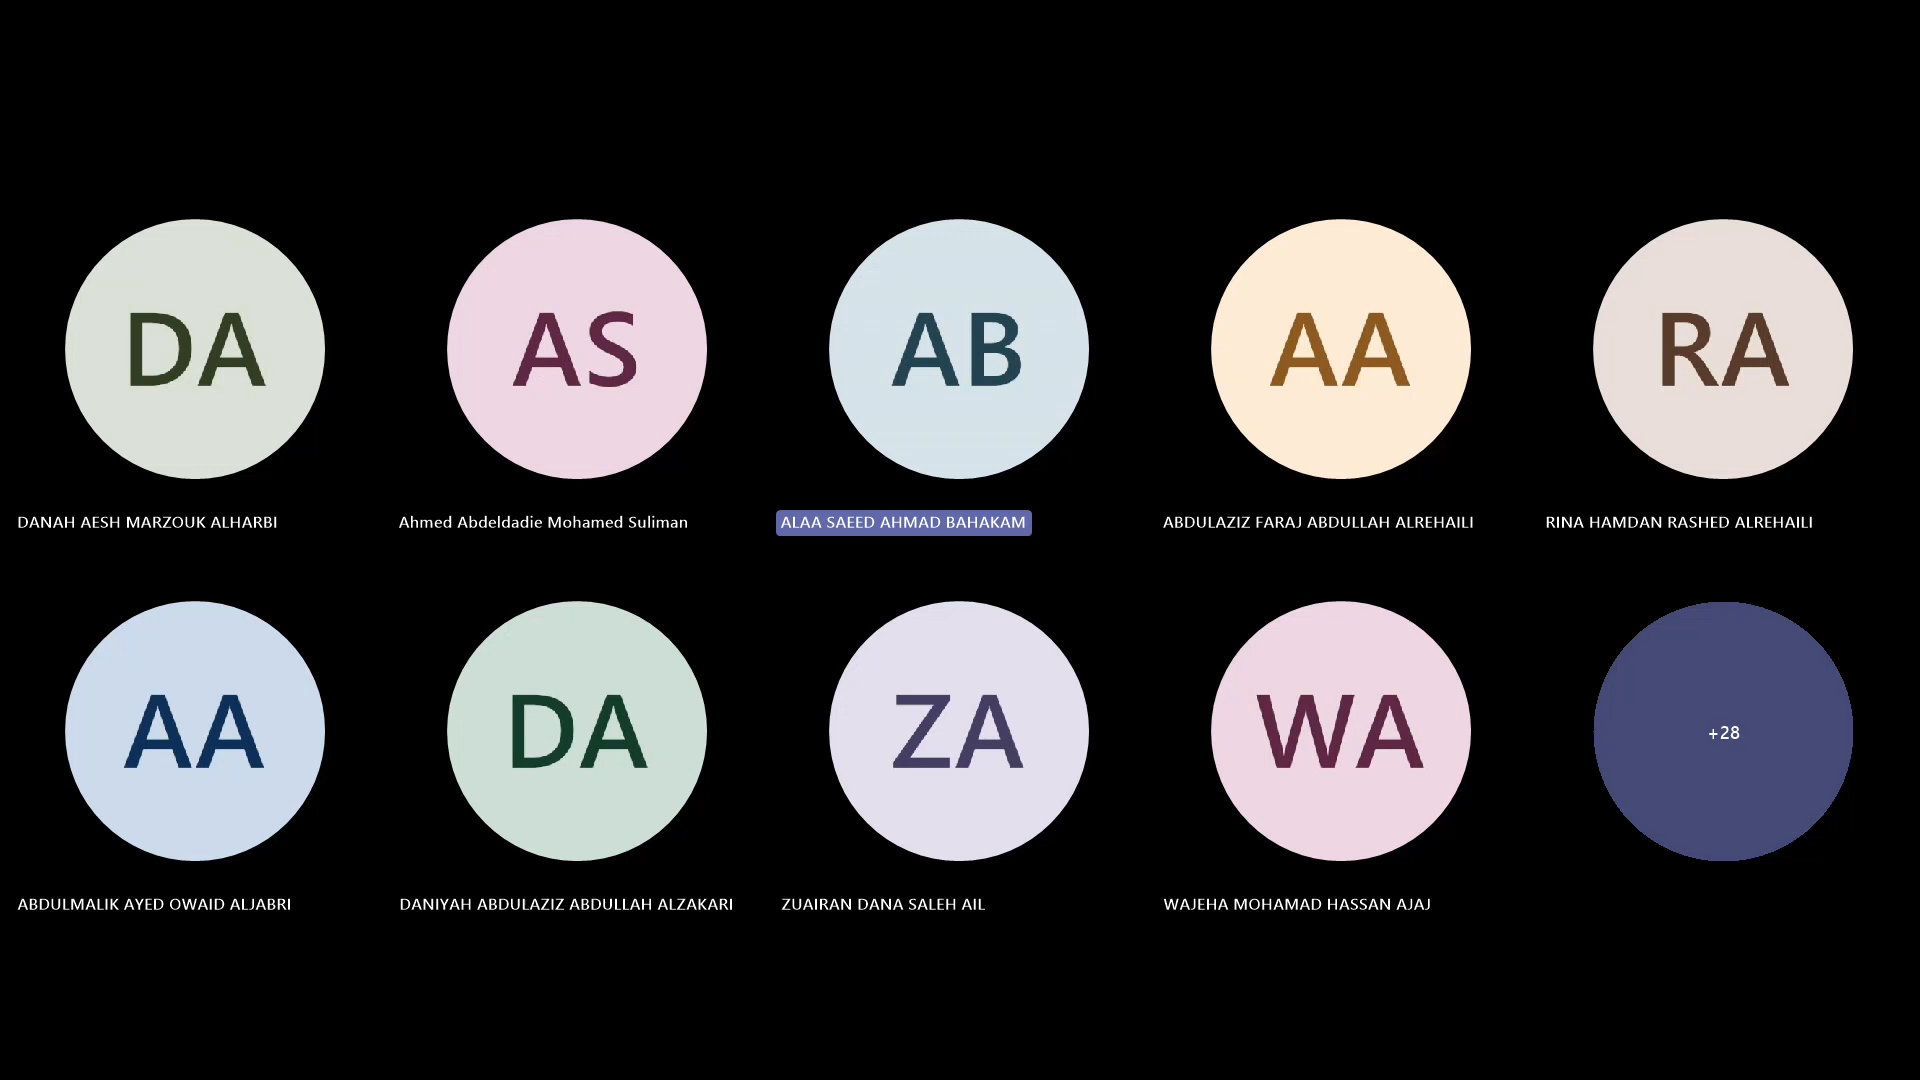 DA
AS
AB
AA
RA
DANAH AESH MARZOUK ALHARBI
Ahmed Abdeldadie Mohamed Suliman
ALAA SAEED AHMAD BAHAKAM
ABDULAZIZ FARAJ ABDULLAH ALREHAILI
RINA HAMDAN RASHED ALREHAILI
AA
DA
ZA
WA
+28
ABDULMALIK AYED OWAID ALJABRI
DANIYAH ABDULAZIZ ABDULLAH ALZAKARI
ZUAIRAN DANA SALEH AIL
WAJEHA MOHAMAD HASSAN AJAJ